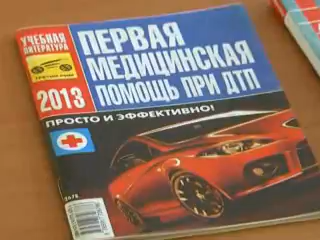 УЧЕБНАЯ
ЛИТЕРАТУРА
2013
ПЕРВАЯ
МЕДИЦИНСКАЯ
ПОМОЩЬ ПРИ ДТП
ПРОСТО И ЭФФЕКТИВНО!